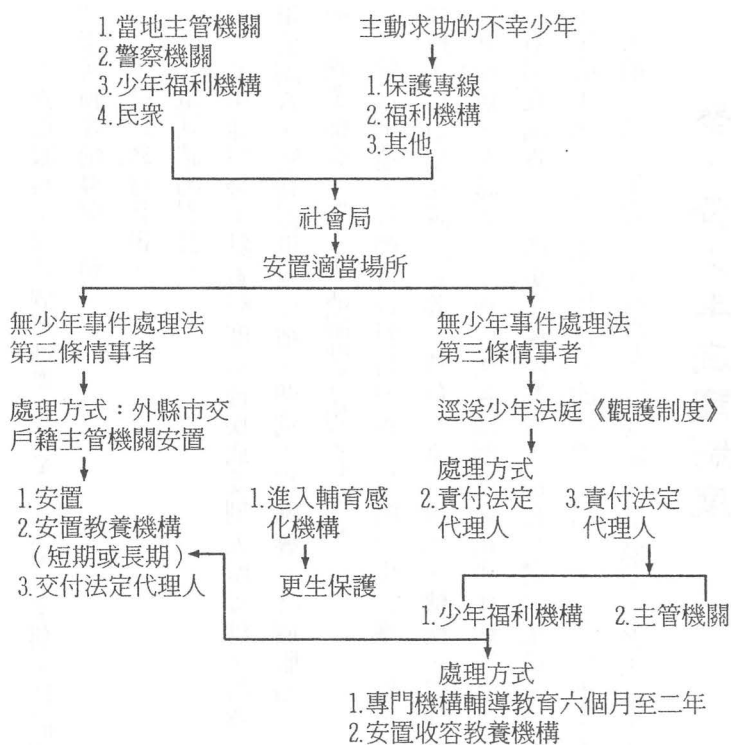 1.當地主管機關
2.警察機關
3.少年福利機構
4.民衆
主動求助的不幸少年
1.保護專線
2.福利機構
3.其他
社會局
安置適當場所
無少年事件處理法
第三條情事者
處理方式：外縣市交
戶籍主管機關安置
1.安置
2.安置教養機構
（短期或長期）
3.交付法定代理人
無少年事件處理法
第三條情事者
逕送少年法庭《觀護制度》
處理方式
1.進入輔育感
化機構
更生保護
2.責付法定
代理人
3.責付法定
代理人
1.少年福利機構
2.主管機關
處理方式
1.專門機構輔導教育六個月至二年
2.安置收容教養機構